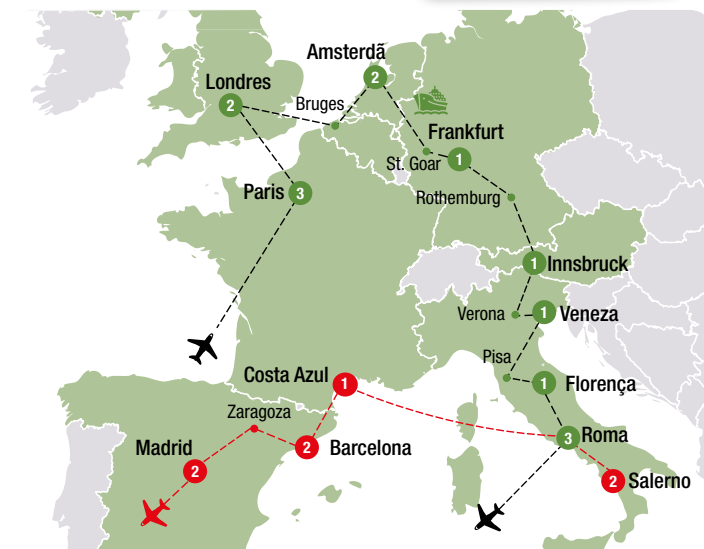 Amsterdã
2
Londres
2
Bruges
Frankfurt
1
St. Goar
Paris
3
Rothemburg
1
Innsbruck
Verona
1
Veneza
Pisa
Costa Azul
1
1
Florença
Zaragoza
Madrid
2
2
Barcelona
3
Roma
2
Salerno